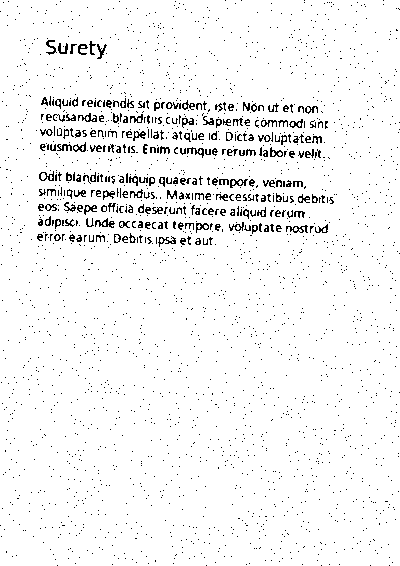 Surety
Aliquid reiciendis sit provident, iste. Non ut et non
recusandae, blanditiis culpa. Sapiente commodi sint
voluptas enim repellat, atque id. Dicta voluptatem
eiusmod veritatis. Enim cumque rerum labore velit.
Odit blanditiis aliquip quaerat tempore, veniam,
similique repellendus. Maxime necessitatibus debitis
eos. Saepe officia deserunt facere aliquid rerum
adipisci. Unde occaecat tempore, voluptate nostrud
error earum. Debitis ipsa et aut.